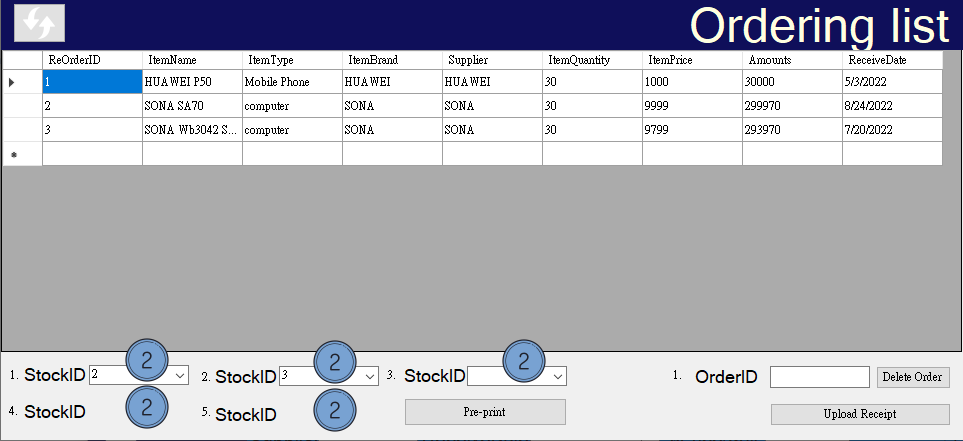 Ordering list
ReOrderID ItemName ItemType ItemBrand Supplier ItemQuantity ItemPrice Amounts ReceiveDate
1 HUAWEI P50 Mobile Phone HUAWEI HUAWEI 30 1000 30000 5/3/2022
2 SONA SA70 computer SONA SONA 30 9999 299970 8/24/2022
3 SONA Wb3042 S... computer SONA SONA 30 9799 293970 7/20/2022
2 2 2
1. StockID 2 2. StockID 3 3. StockID 1. OrderID Delete Order
4. StockID 2 5. StockID 2 Pre-print Upload Receipt